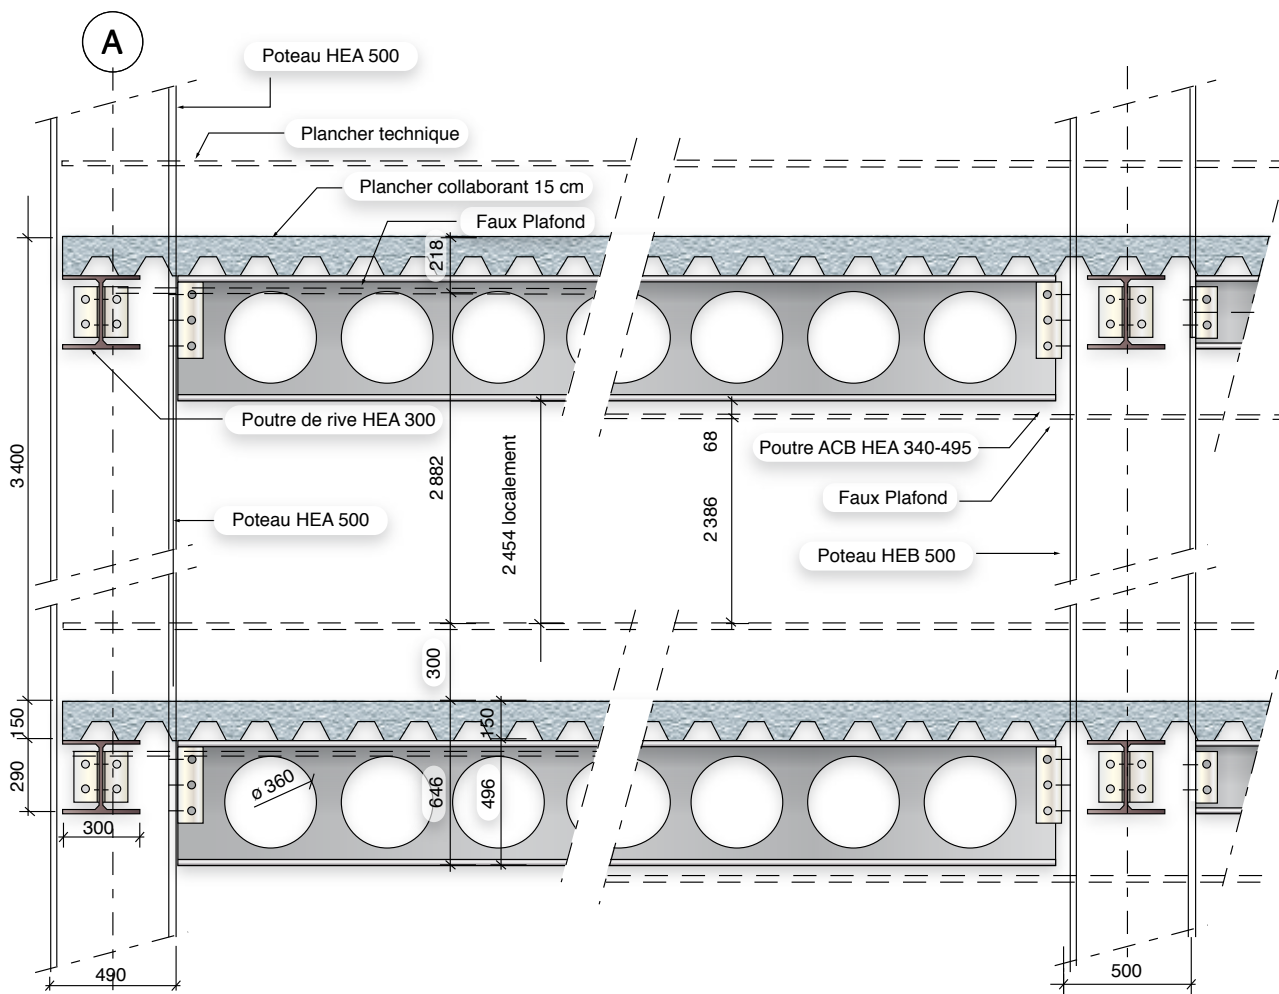 A
Poteau HEA 500
Plancher technique
Plancher collaborant 15 cm
Faux Plafond
218
Poutre de rive HEA 300
3 400
2 882
2 454 localement
68
2 386
Poutre ACB HEA 340-495
Faux Plafond
Poteau HEA 500
Poteau HEB 500
300
150
150
290
ø 360
646
496
300
490
500